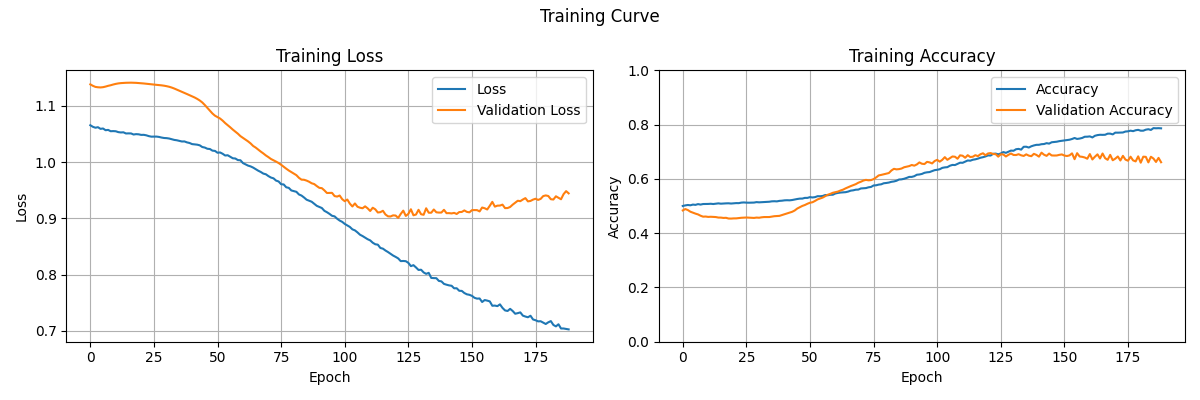 Training Curve
Training Loss
Loss
Validation Loss
1.1
1.0
0.9
0.8
0.7
Loss
0
25
50
75
100
125
150
175
Epoch
Training Accuracy
Accuracy
Validation Accuracy
1.0
0.8
0.6
0.4
0.2
0.0
Accuracy
0
25
50
75
100
125
150
175
Epoch